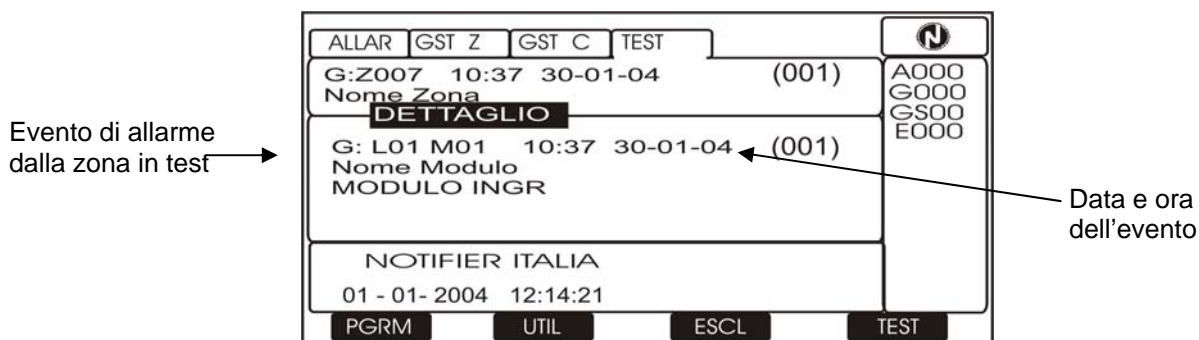 ALLAR GST Z GST C TEST
G:Z007 10:37 30-01-04 (001)
Nome Zona
DETTAGLIO
G: L01 M01 10:37 30-01-04 (001)
Nome Modulo
MODULO INGR
NOTIFIER ITALIA
01 - 01- 2004 12:14:21
PGRM UTIL ESCL TEST
N
A000
G000
GS00
E000
Evento di allarme
dalla zona in test
Data e ora
dell'evento